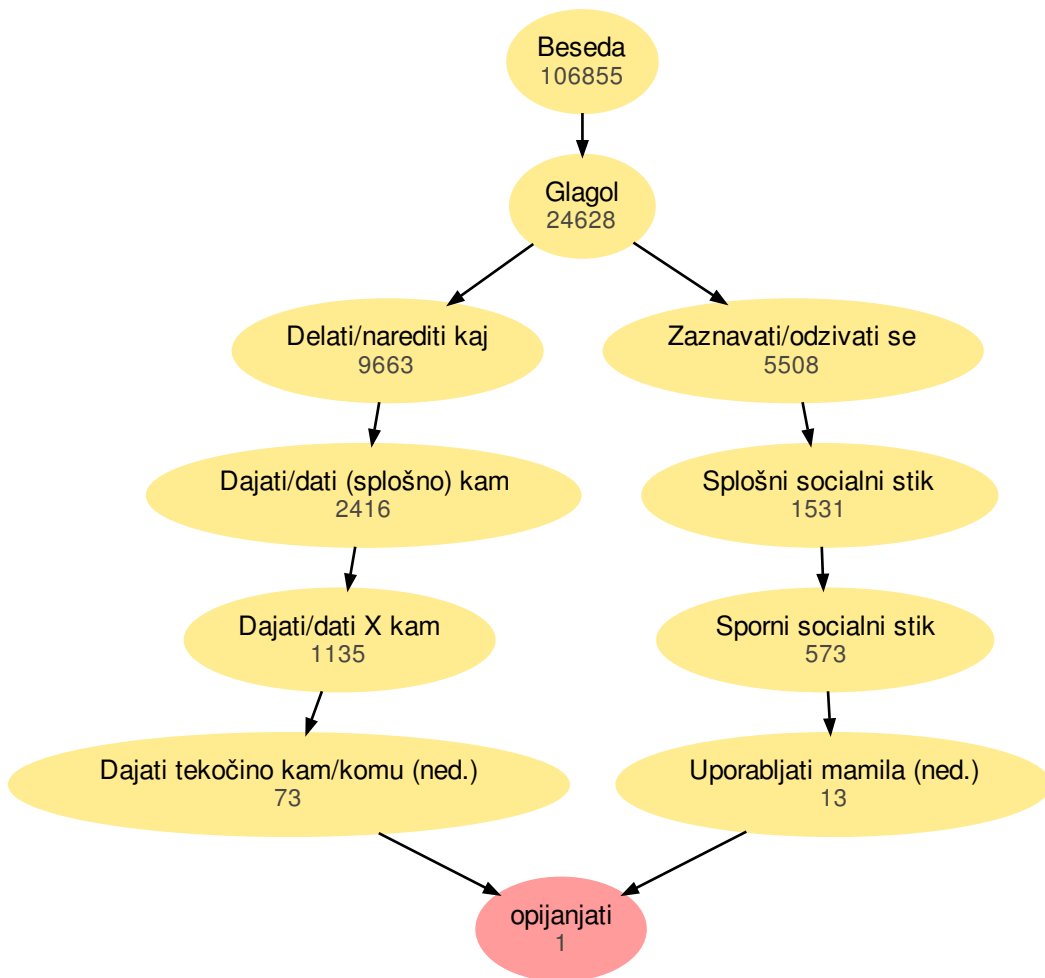 Beseda
106855
Glagol
24628
Delati/narediti kaj
9663
Zaznavati/odzivati se
5508
Dajati/dati (splošno) kam
2416
Splošni socialni stik
1531
Dajati/dati X kam
1135
Sporni socialni stik
573
Dajati tekočino kam/komu (ned.)
73
Uporabljati mamila (ned.)
13
opijanjati
1